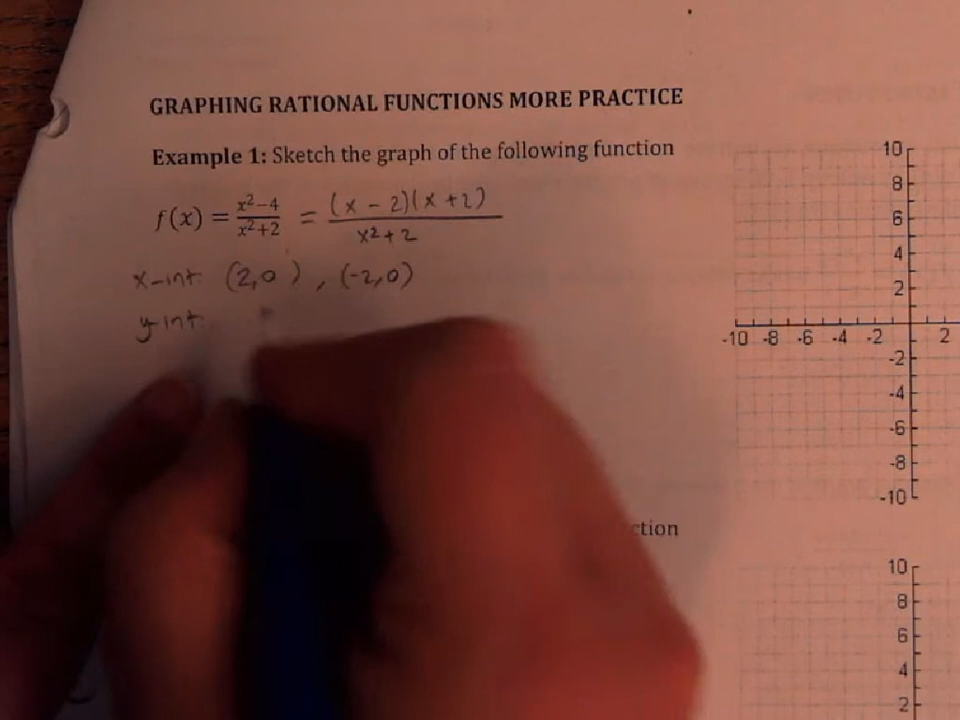 GRAPHING RATIONAL FUNCTIONS MORE PRACTICE
Example 1: Sketch the graph of the following function
f(x) = x²-4 / x²+2 = (x - 2)(x + 2) / x² + 2
x-int: (2,0), (-2,0)
y-int:
10
8
6
4
2
-10 -8 -6 -4 -2 2
-2
-4
-6
-8
-10
10
8
6
4
2